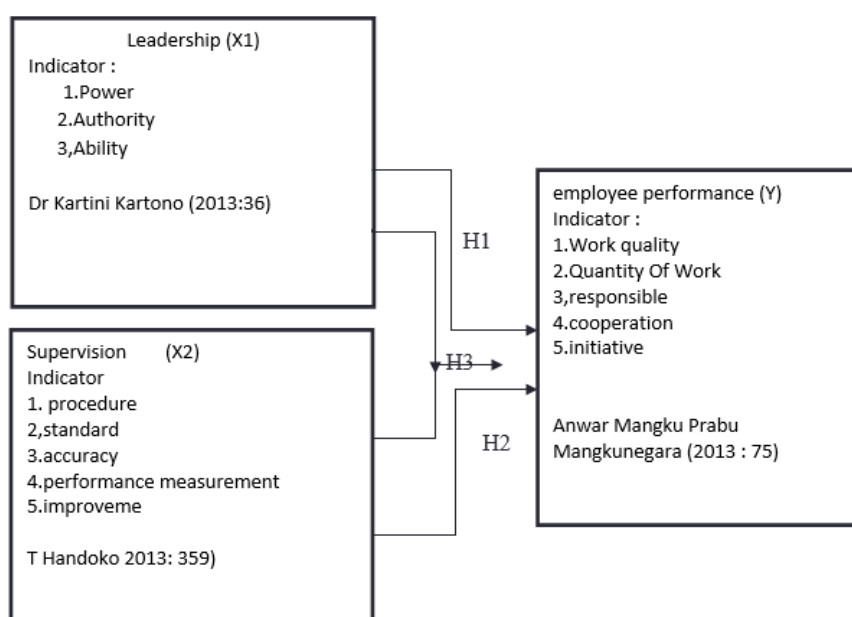 Leadership (X1)
Indicator :
1.Power
2.Authority
3,Ability
Dr Kartini Kartono (2013:36)
Supervision (X2)
Indicator
1. procedure
2,standard
3.accuracy
4.performance measurement
5.improveme
T Handoko 2013: 359)
H1
H3
H2
employee performance (Y)
Indicator :
1.Work quality
2.Quantity Of Work
3,responsible
4.cooperation
5.initiative
Anwar Mangku Prabu
Mangkunegara (2013 : 75)